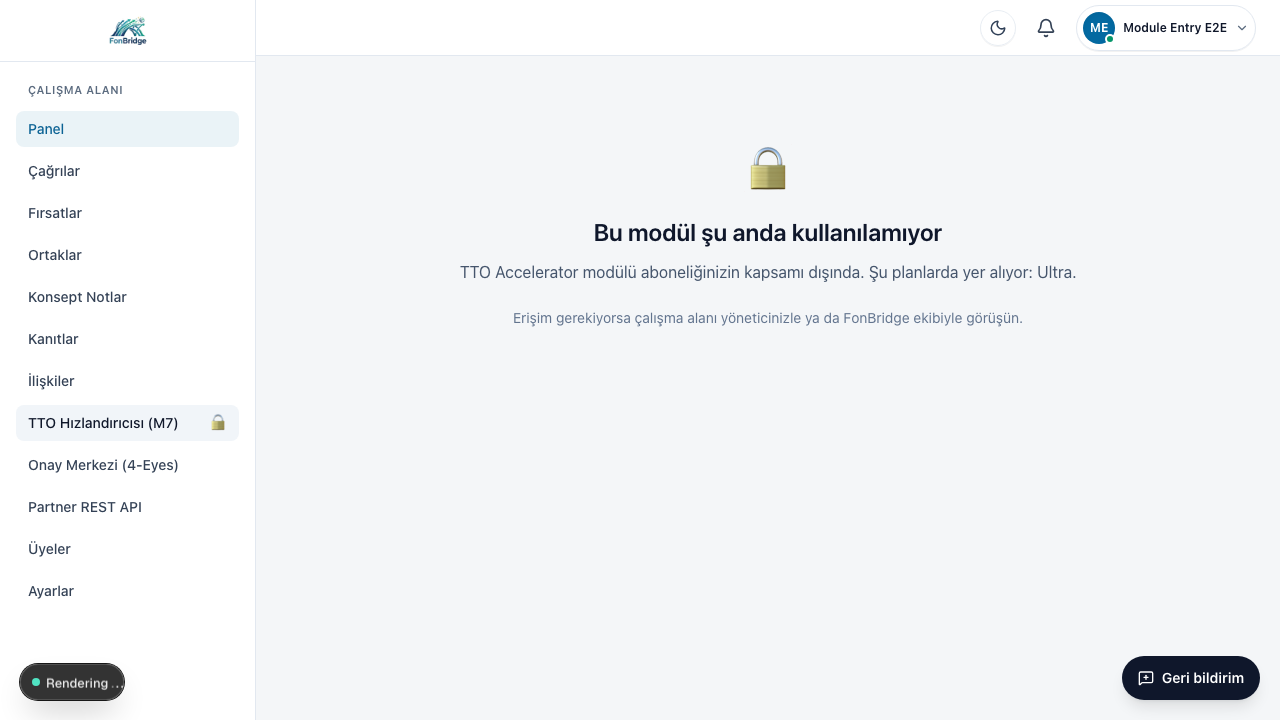 FonBridge
Module Entry E2E
ME
ÇALIŞMA ALANI
Panel
Çağrılar
Fırsatlar
Ortaklar
Konsept Notlar
Kanıtlar
İlişkiler
TTO Hızlandırıcısı (M7)
Onay Merkezi (4-Eyes)
Partner REST API
Üyeler
Ayarlar
Bu modül şu anda kullanılamıyor
TTO Accelerator modülü aboneliğinizin kapsamı dışında. Şu planlarda yer alıyor: Ultra.
Erişim gerekiyorsa çalışma alanı yöneticinizle ya da FonBridge ekibiyle görüşün.
Rendering ...
Geri bildirim